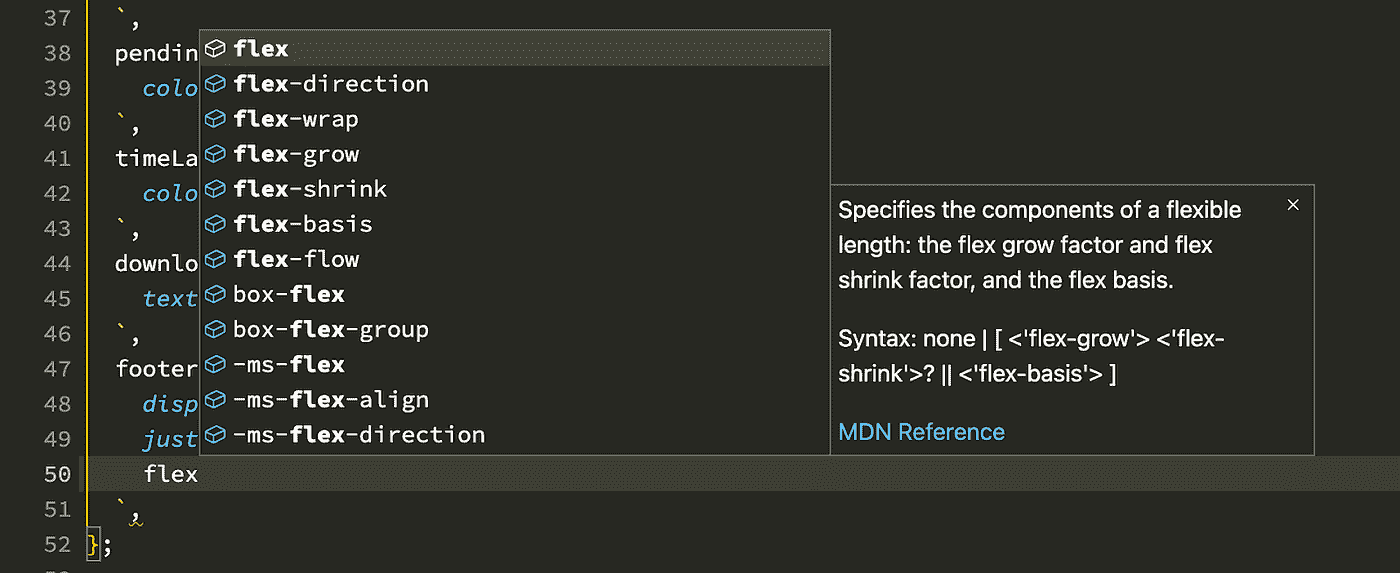 37 `,
38 pendin
39 colo
40 `,
41 timeLa
42 colo
43 `,
44 downlo
45 text
46 `,
47 footer
48 disp
49 just
50 flex
51 `,
52 };
flex
flex-direction
flex-wrap
flex-grow
flex-shrink
flex-basis
flex-flow
box-flex
box-flex-group
-ms-flex
-ms-flex-align
-ms-flex-direction
Specifies the components of a flexible
length: the flex grow factor and flex
shrink factor, and the flex basis.
Syntax: none | [ <'flex-grow'> <'flex-
shrink'>? || <'flex-basis'> ]
MDN Reference